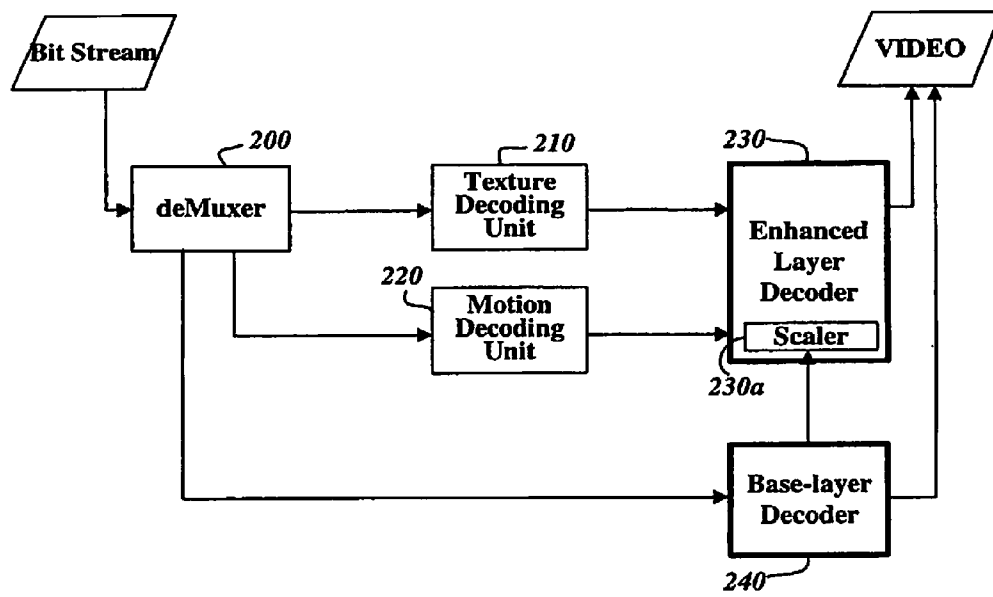 Bit Stream
VIDEO
200
deMuxer
210
Texture
Decoding
Unit
220
Motion
Decoding
Unit
230
Enhanced
Layer
Decoder
Scaler
230a
Base-layer
Decoder
240